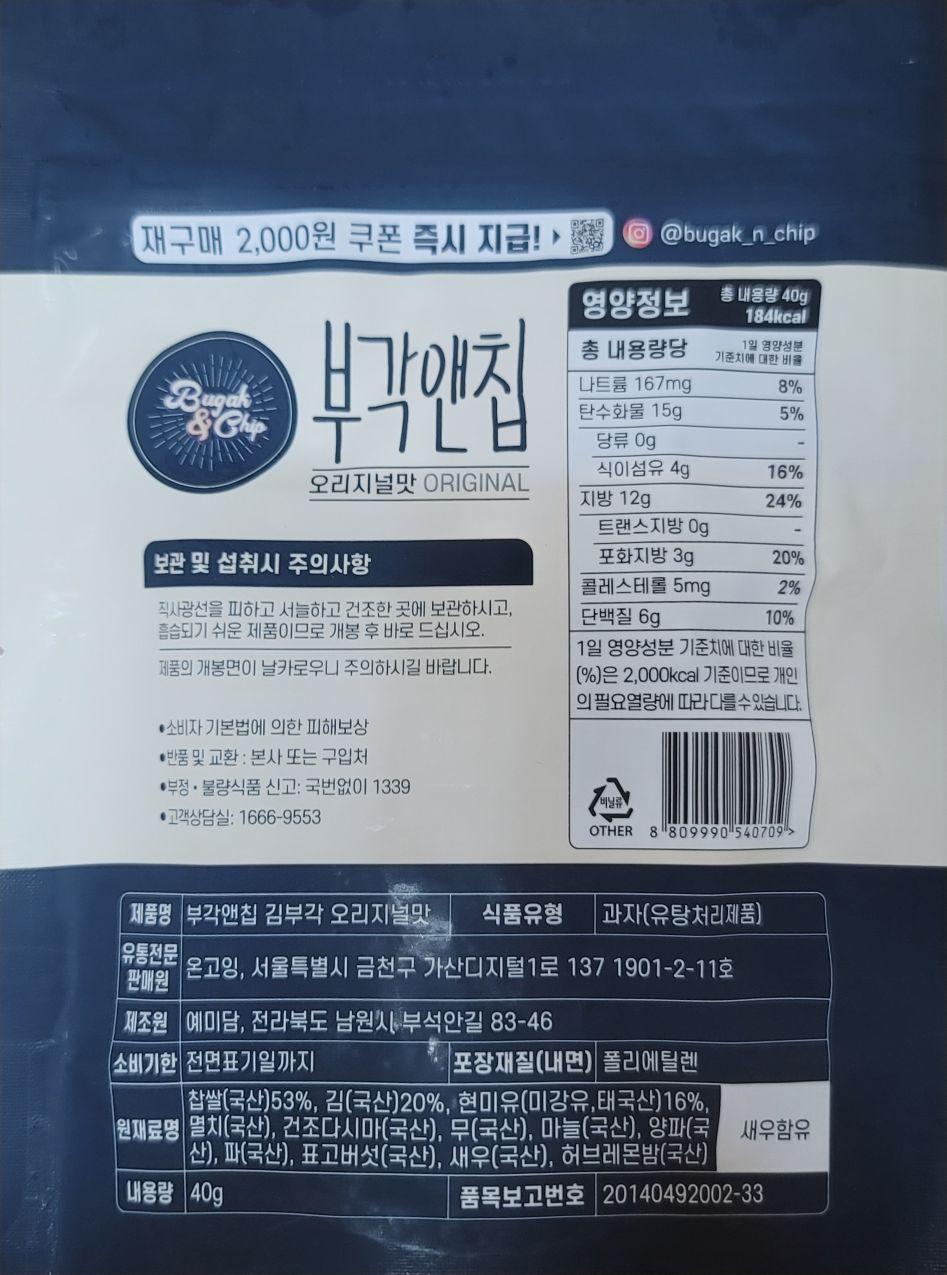 재구매 2,000원 쿠폰 즉시 지급!
@bugak_n_chip
Bugak
& Chip
부각앤칩
오리지널맛 ORIGINAL
보관 및 섭취시 주의사항
직사광선을 피하고 서늘하고 건조한 곳에 보관하시고,
흡습되기 쉬운 제품이므로 개봉 후 바로 드십시오.
제품의 개봉면이 날카로우니 주의하시길 바랍니다.
•소비자 기본법에 의한 피해보상
•반품 및 교환 : 본사 또는 구입처
•부정·불량식품 신고: 국번없이 1339
•고객상담실: 1666-9553
영양정보 총 내용량 40g
184kcal
총 내용량당 1일 영양성분
기준치에 대한 비율
나트륨 167mg 8%
탄수화물 15g 5%
당류 0g -
식이섬유 4g 16%
지방 12g 24%
트랜스지방 0g -
포화지방 3g 20%
콜레스테롤 5mg 2%
단백질 6g 10%
1일 영양성분 기준치에 대한 비율
(%)은 2,000kcal 기준이므로 개인
의 필요열량에 따라 다를 수 있습니다.
비닐류
OTHER
8 809990 540709 >
제품명 부각앤칩 김부각 오리지널맛 식품유형 과자(유탕처리제품)
유통전문
판매원 온고잉, 서울특별시 금천구 가산디지털1로 137 1901-2-11호
제조원 예미담, 전라북도 남원시 부석안길 83-46
소비기한 전면표기일까지 포장재질(내면) 폴리에틸렌
원재료명 찹쌀(국산)53%, 김(국산)20%, 현미유(미강유,태국산)16%,
멸치(국산), 건조다시마(국산), 무(국산), 마늘(국산), 양파(국
산), 파(국산), 표고버섯(국산), 새우(국산), 허브레몬밤(국산)
새우함유
내용량 40g 품목보고번호 20140492002-33